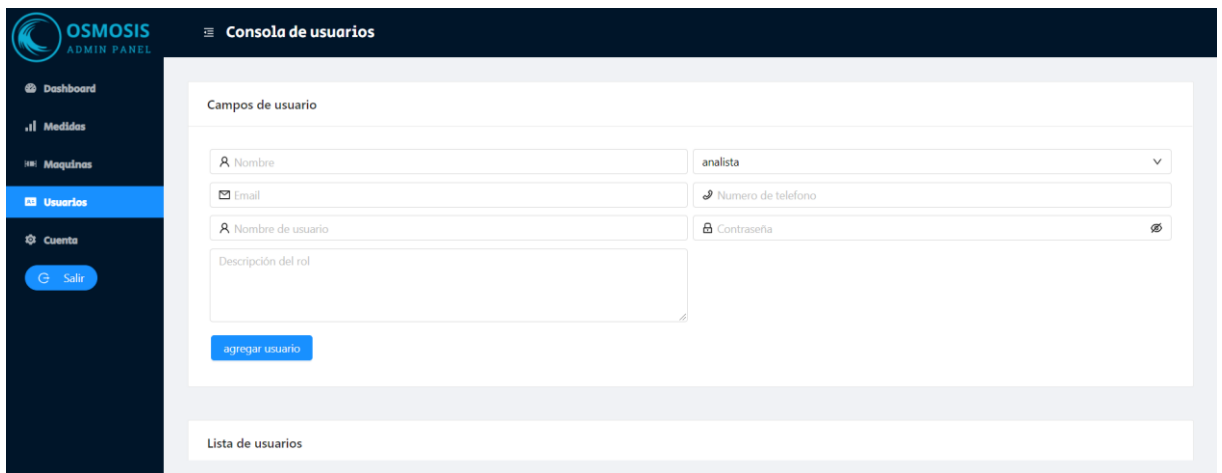 OSMOSIS
ADMIN PANEL
Consola de usuarios
Dashboard
Medidas
Maquinas
Usuarios
Cuenta
Salir
Campos de usuario
Nombre
analista
Email
Numero de telefono
Nombre de usuario
Contraseña
Descripción del rol
agregar usuario
Lista de usuarios